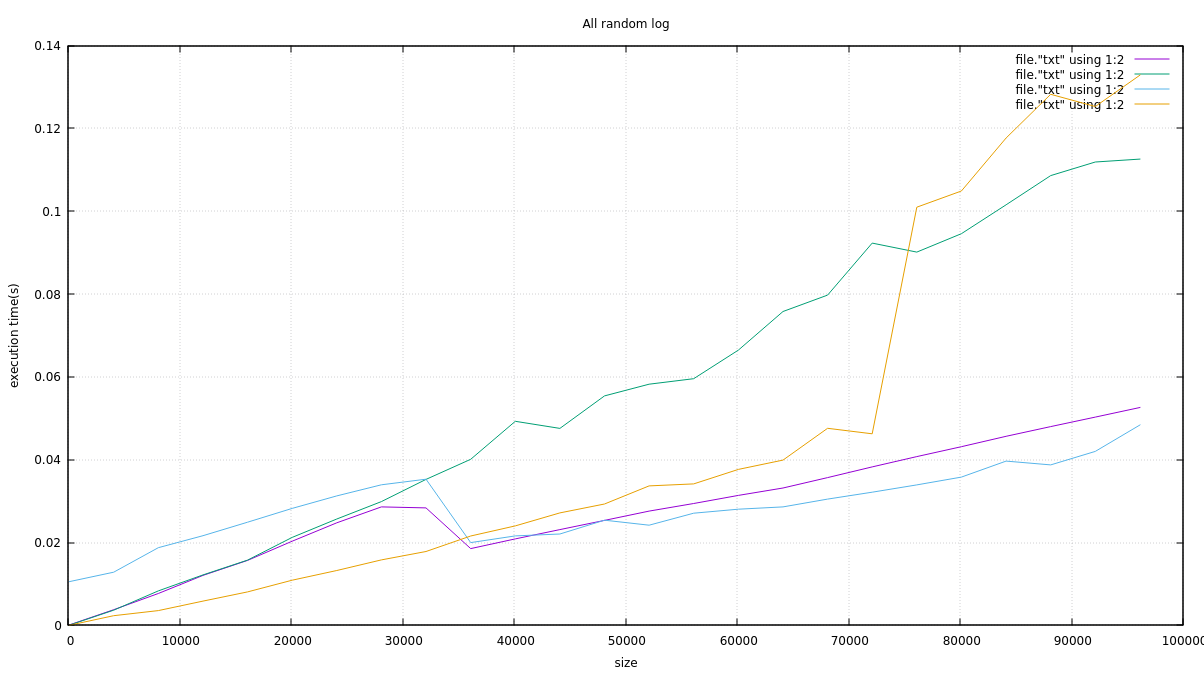 All random log
0.14
0.12
0.1
0.08
0.06
0.04
0.02
0
execution time(s)
file."txt" using 1:2
file."txt" using 1:2
file."txt" using 1:2
file."txt" using 1:2
0 10000 20000 30000 40000 50000 60000 70000 80000 90000 100000
size